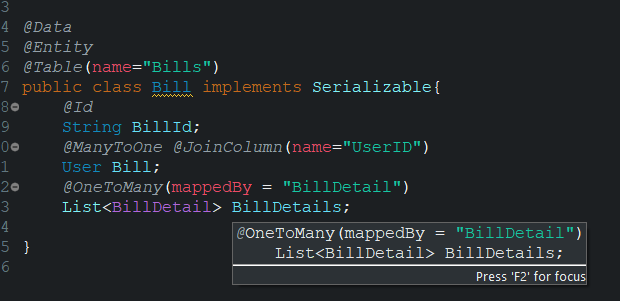 3
4 @Data
5 @Entity
6 @Table(name="Bills")
7 public class Bill implements Serializable{
8 @Id
9 String BillId;
0 @ManyToOne @JoinColumn(name="UserID")
1 User Bill;
2 @OneToMany(mappedBy = "BillDetail")
3 List<BillDetail> BillDetails;
4
5 }
6
@OneToMany(mappedBy = "BillDetail")
List<BillDetail> BillDetails;
Press 'F2' for focus